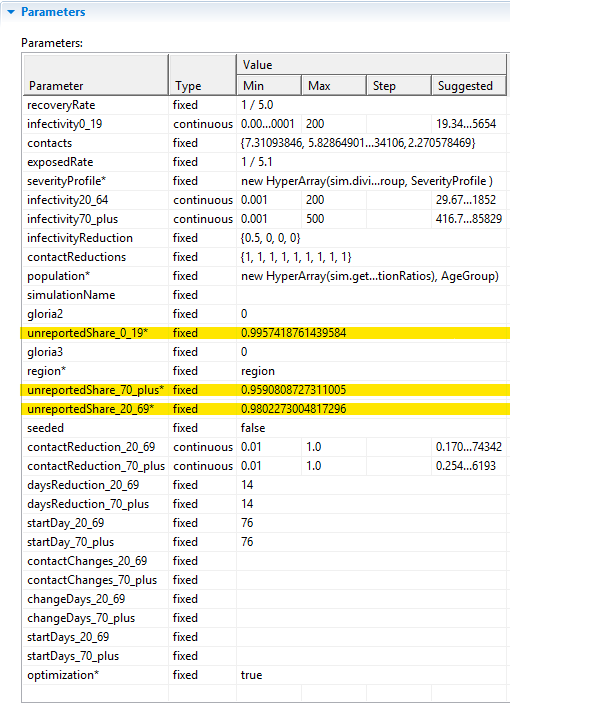 Parameters
Parameters:
Value
Parameter Type Min Max Step Suggested
recoveryRate fixed 1 / 5.0
infectivity0_19 continuous 0.00...0001 200 19.34...5654
contacts fixed {7.31093846, 5.82864901...34106,2.270578469}
exposedRate fixed 1 / 5.1
severityProfile* fixed new HyperArray(sim.divi...roup, SeverityProfile )
infectivity20_64 continuous 0.001 200 29.67...1852
infectivity70_plus continuous 0.001 500 416.7...85829
infectivityReduction fixed {0.5, 0, 0, 0}
contactReductions fixed {1, 1, 1, 1, 1, 1, 1, 1, 1}
population* fixed new HyperArray(sim.get...tionRatios), AgeGroup)
simulationName fixed
gloria2 fixed 0
unreportedShare_0_19* fixed 0.9957418761439584
gloria3 fixed 0
region* fixed region
unreportedShare_70_plus* fixed 0.9590808727311005
unreportedShare_20_69* fixed 0.9802273004817296
seeded fixed false
contactReduction_20_69 continuous 0.01 1.0 0.170...74342
contactReduction_70_plus continuous 0.01 1.0 0.254...6193
daysReduction_20_69 fixed 14
daysReduction_70_plus fixed 14
startDay_20_69 fixed 76
startDay_70_plus fixed 76
contactChanges_20_69 fixed
contactChanges_70_plus fixed
changeDays_20_69 fixed
changeDays_70_plus fixed
startDays_20_69 fixed
startDays_70_plus fixed
optimization* fixed true